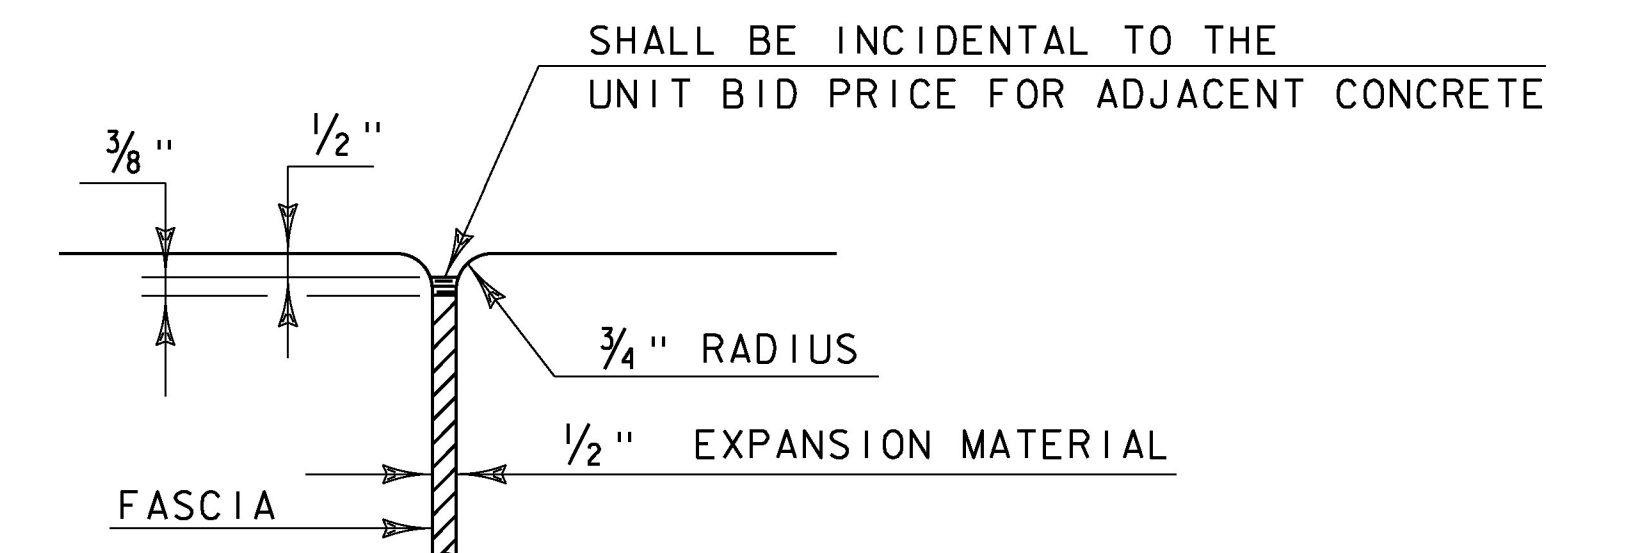 SHALL BE INCIDENTAL TO THE
UNIT BID PRICE FOR ADJACENT CONCRETE
3/8"
1/2"
3/4" RADIUS
1/2" EXPANSION MATERIAL
FASCIA